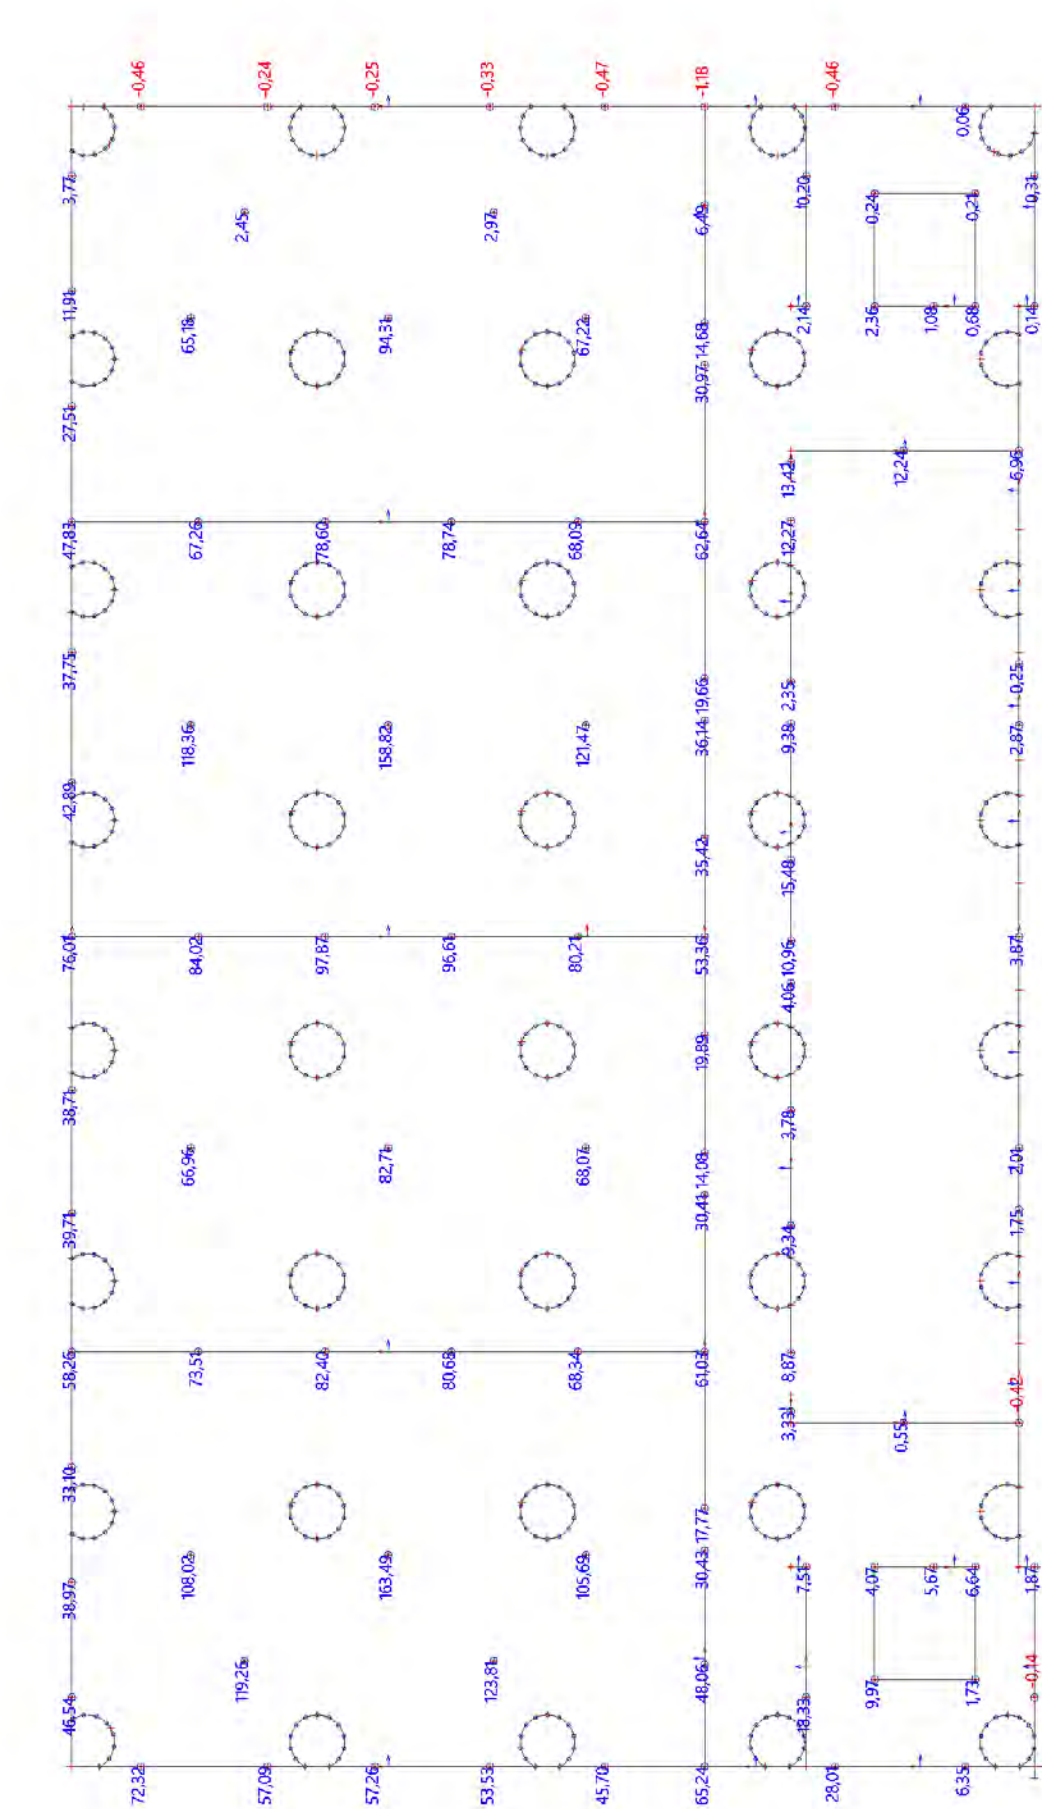 46,54 38,97 33,10 58,26 39,71 38,71 76,01 42,89 37,75 47,83 27,51 11,91 3,77
72,32 -0,46
108,02 73,51 66,96 84,02 118,36 67,26 65,18
119,26 2,45
57,09 -0,24
82,40 97,87 78,60
57,26 -0,25
163,49 82,71 158,82 94,31
80,68 96,61 78,74
53,53 123,81 2,97 -0,33
105,69 68,34 68,07 80,21 121,47 68,09 67,22
45,70 -0,47
65,24 48,06 30,43 17,77 61,03 30,41 14,08 19,89 53,36 35,42 36,14 19,66 62,64 30,97 14,68 6,49 -1,18
3,33 8,87 9,34 3,78 4,06 10,96 15,48 9,38 2,35 12,27 13,42
7,51 2,14 0,20
28,01 -0,46
9,97 4,07 2,36 0,24
0,55 12,24
5,67 1,08
6,35 0,06
1,73 6,64 0,68 0,21
-0,42 1,75 2,01 3,87 2,87 0,25 6,96
-0,14 1,87 0,14 0,31